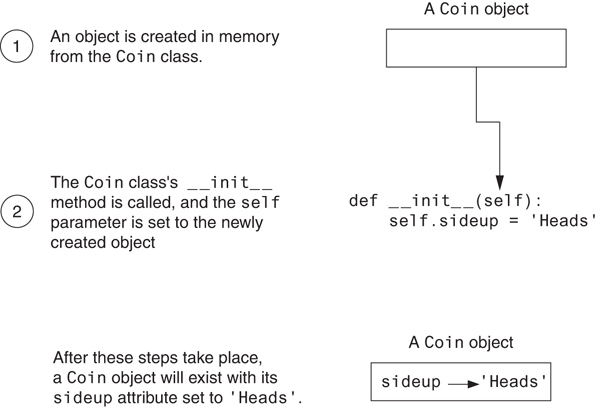 A Coin object
1
An object is created in memory
from the Coin class.
The Coin class's __init__
method is called, and the self
parameter is set to the newly
created object
2
def __init__(self):
self.sideup = 'Heads'
After these steps take place,
a Coin object will exist with its
sideup attribute set to 'Heads'.
A Coin object
sideup 'Heads'